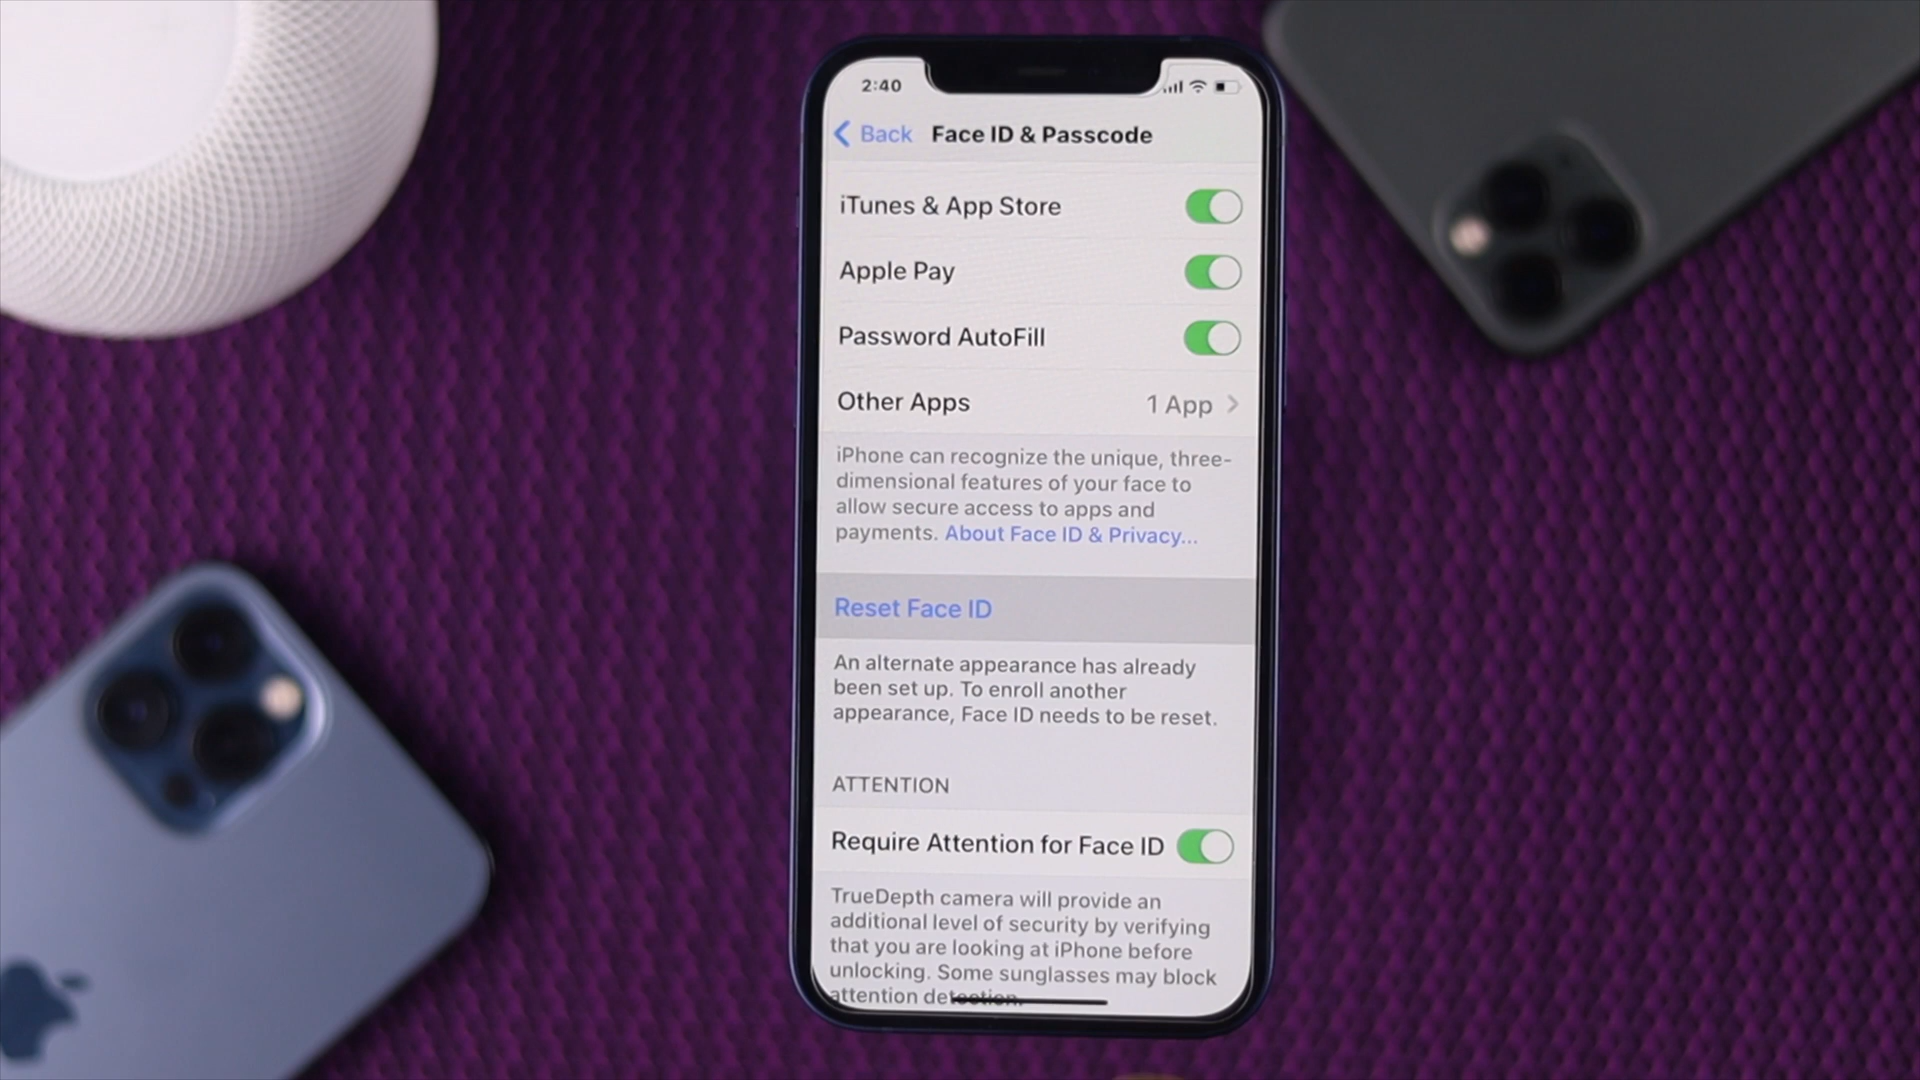 2:40
Back Face ID & Passcode
iTunes & App Store
Apple Pay
Password AutoFill
Other Apps 1 App
iPhone can recognize the unique, three-
dimensional features of your face to
allow secure access to apps and
payments. About Face ID & Privacy...
Reset Face ID
An alternate appearance has already
been set up. To enroll another
appearance, Face ID needs to be reset.
ATTENTION
Require Attention for Face ID
TrueDepth camera will provide an
additional level of security by verifying
that you are looking at iPhone before
unlocking. Some sunglasses may block
attention detection.